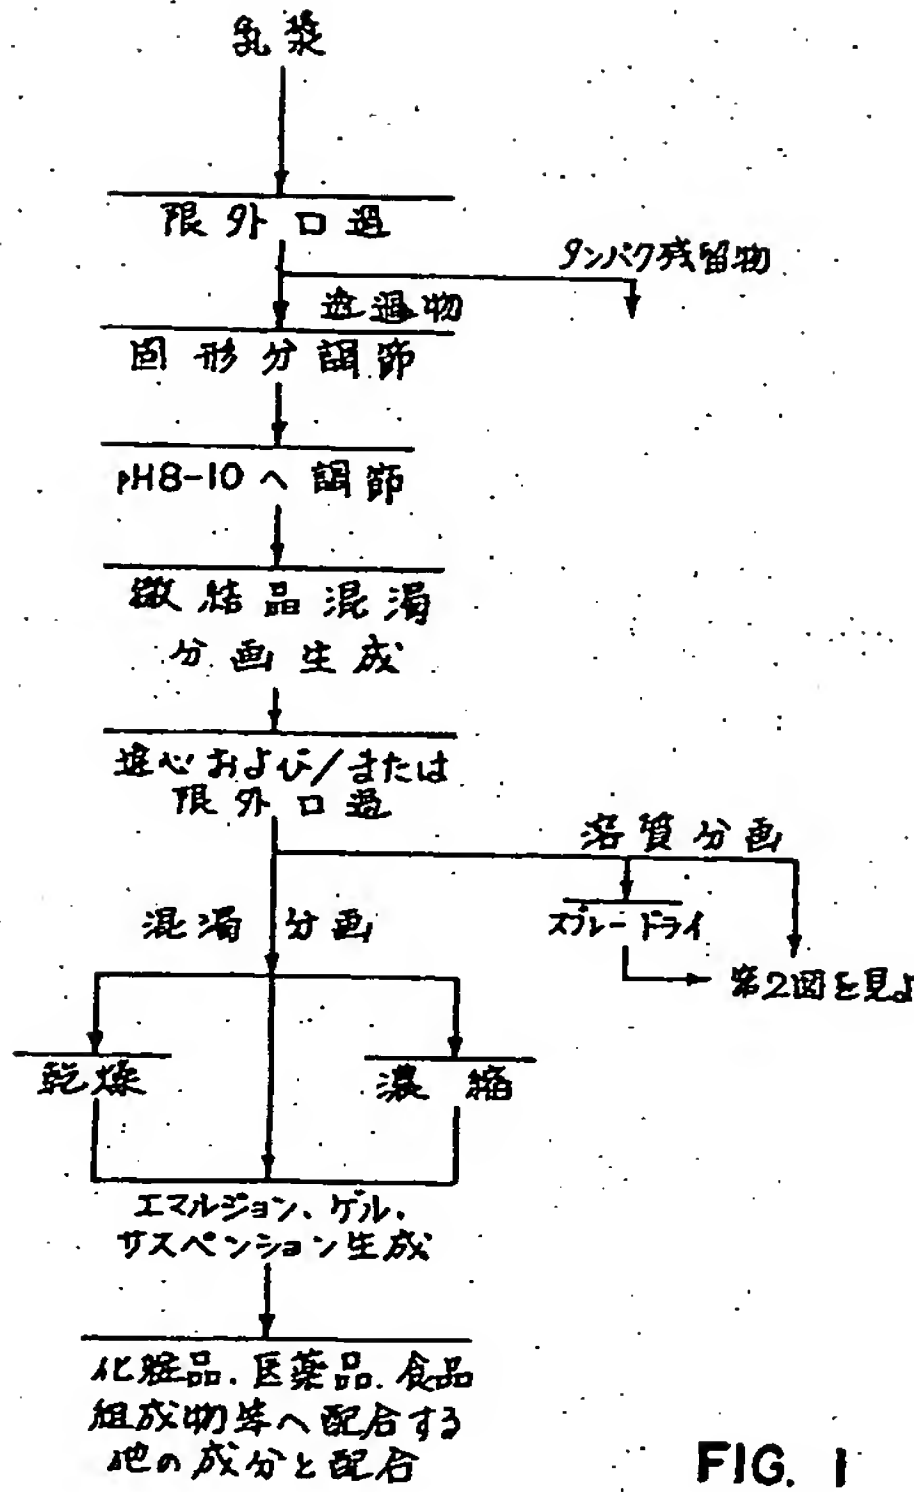 乳漿
限外口過
タンパク残留物
透過物
固形分調節
pH8-10へ調節
微結晶混濁
分画生成
遠心および/または
限外口過
溶質分画
混濁分画
スプレードライ
第2図を見よ
乾燥
濃縮
エマルジョン、ゲル、
サスペンション生成
化粧品、医薬品、食品
組成物等へ配合する
他の成分と配合
FIG. 1